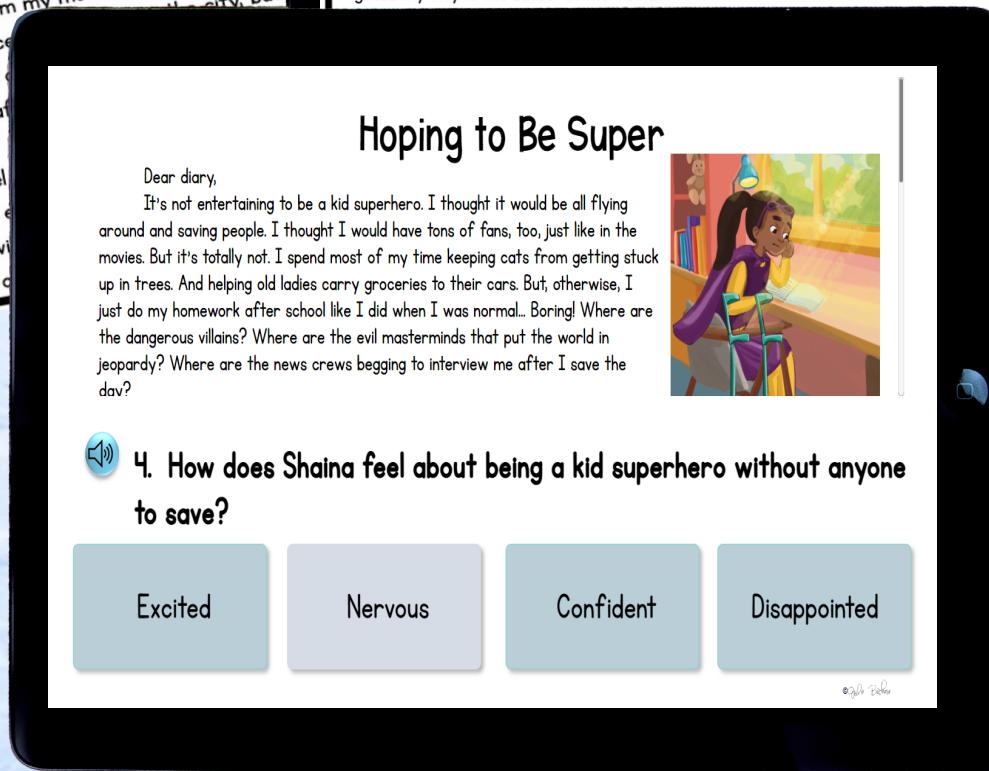 Hoping to Be Super
Dear diary,
It's not entertaining to be a kid superhero. I thought it would be all flying
around and saving people. I thought I would have tons of fans, too, just like in the
movies. But it's totally not. I spend most of my time keeping cats from getting stuck
up in trees. And helping old ladies carry groceries to their cars. But, otherwise, I
just do my homework after school like I did when I was normal... Boring! Where are
the dangerous villains? Where are the evil masterminds that put the world in
jeopardy? Where are the news crews begging to interview me after I save the
day?
4. How does Shaina feel about being a kid superhero without anyone
to save?
Excited
Nervous
Confident
Disappointed